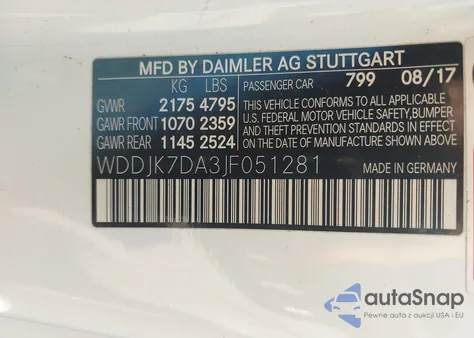 MFD BY DAIMLER AG STUTTGART
KG LBS PASSENGER CAR 799 08/17
GVWR 2175 4795
GAWR FRONT 1070 2359
GAWR REAR 1145 2524
THIS VEHICLE CONFORMS TO ALL APPLICABLE
U.S. FEDERAL MOTOR VEHICLE SAFETY, BUMPER
AND THEFT PREVENTION STANDARDS IN EFFECT
ON THE DATE OF MANUFACTURE SHOWN ABOVE.
WDDJK7DA3JF051281 MADE IN GERMANY
autoSnap
Pewne auta z aukcji USA i EU